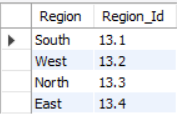 Region Region_Id
South 13.1
West 13.2
North 13.3
East 13.4